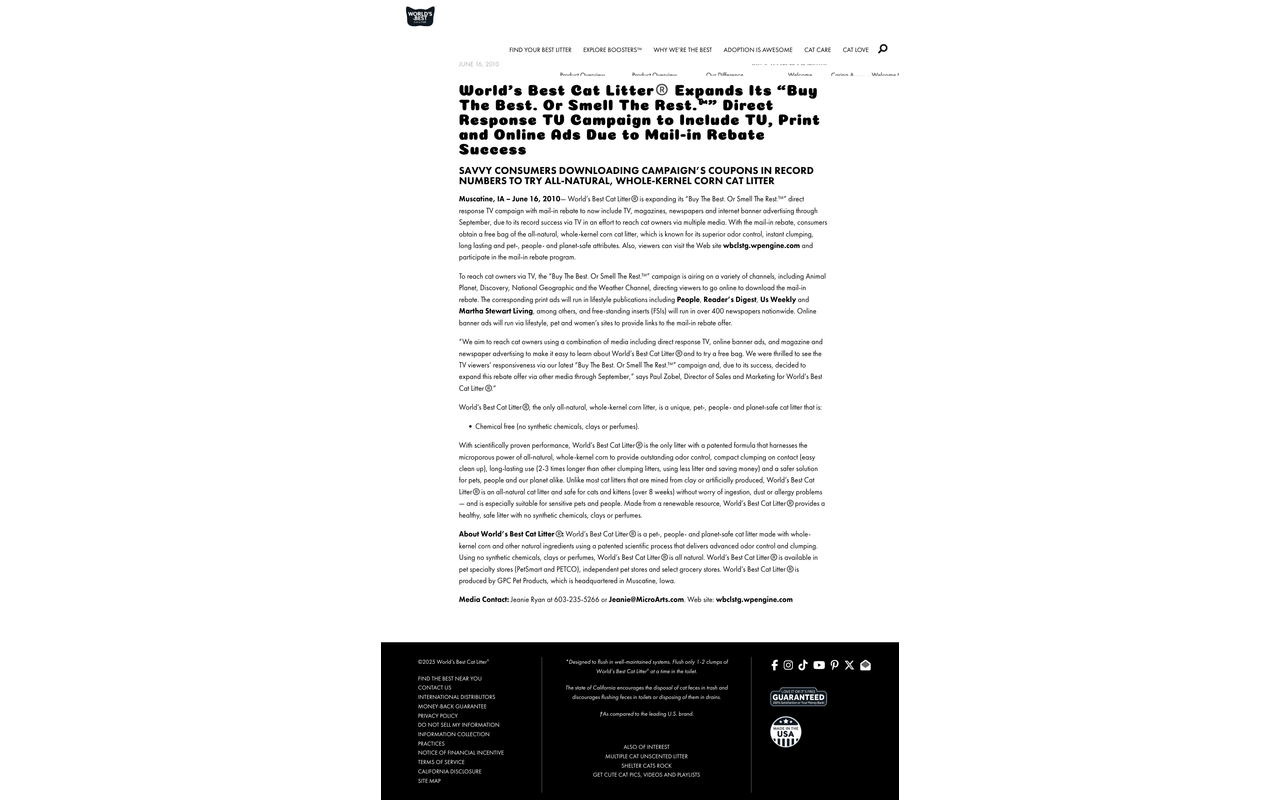 WORLD'S
BEST
FIND YOUR BEST LITTER EXPLORE BOOSTERS™ WHY WE'RE THE BEST ADOPTION IS AWESOME CAT CARE CAT LOVE
JUNE 16, 2010
Product Overview Product Overview Our Difference Welcome Caring A Welcome
World's Best Cat Litter® Expands Its “Buy
The Best. Or Smell The Rest.™” Direct
Response TV Campaign to Include TV, Print
and Online Ads Due to Mail-in Rebate
Success
SAVVY CONSUMERS DOWNLOADING CAMPAIGN'S COUPONS IN RECORD
NUMBERS TO TRY ALL-NATURAL, WHOLE-KERNEL CORN CAT LITTER
Muscatine, IA – June 16, 2010— World's Best Cat Litter® is expanding its “Buy The Best. Or Smell The Rest.™” direct
response TV campaign with mail-in rebate to now include TV, magazines, newspapers and internet banner advertising through
September, due to its record success via TV in an effort to reach cat owners via multiple media. With the mail-in rebate, consumers
obtain a free bag of the all-natural, whole-kernel corn cat litter, which is known for its superior odor control, instant clumping,
long lasting and pet-, people- and planet-safe attributes. Also, viewers can visit the Web site wbclstg.wpengine.com and
participate in the mail-in rebate program.
To reach cat owners via TV, the “Buy The Best. Or Smell The Rest.™” campaign is airing on a variety of channels, including Animal
Planet, Discovery, National Geographic and the Weather Channel, directing viewers to go online to download the mail-in
rebate. The corresponding print ads will run in lifestyle publications including People, Reader's Digest, Us Weekly and
Martha Stewart Living, among others, and free-standing inserts (FSIs) will run in over 400 newspapers nationwide. Online
banner ads will run via lifestyle, pet and women's sites to provide links to the mail-in rebate offer.
“We aim to reach cat owners using a combination of media including direct response TV, online banner ads, and magazine and
newspaper advertising to make it easy to learn about World's Best Cat Litter® and to try a free bag. We were thrilled to see the
TV viewers' responsiveness via our latest “Buy The Best. Or Smell The Rest.™” campaign and, due to its success, decided to
expand this rebate offer via other media through September,” says Paul Zobel, Director of Sales and Marketing for World's Best
Cat Litter®.”
World's Best Cat Litter®, the only all-natural, whole-kernel corn litter, is a unique, pet-, people- and planet-safe cat litter that is:
• Chemical free (no synthetic chemicals, clays or perfumes).
With scientifically proven performance, World's Best Cat Litter® is the only litter with a patented formula that harnesses the
microporous power of all-natural, whole-kernel corn to provide outstanding odor control, compact clumping on contact (easy
clean up), long-lasting use (2-3 times longer than other clumping litters, using less litter and saving money) and a safer solution
for pets, people and our planet alike. Unlike most cat litters that are mined from clay or artificially produced, World's Best Cat
Litter® is an all-natural cat litter and safe for cats and kittens (over 8 weeks) without worry of ingestion, dust or allergy problems
— and is especially suitable for sensitive pets and people. Made from a renewable resource, World's Best Cat Litter® provides a
healthy, safe litter with no synthetic chemicals, clays or perfumes.
About World's Best Cat Litter®: World's Best Cat Litter® is a pet-, people- and planet-safe cat litter made with whole-
kernel corn and other natural ingredients using a patented scientific process that delivers advanced odor control and clumping.
Using no synthetic chemicals, clays or perfumes, World's Best Cat Litter® is all natural. World's Best Cat Litter® is available in
pet specialty stores (PetSmart and PETCO), independent pet stores and select grocery stores. World's Best Cat Litter® is
produced by GPC Pet Products, which is headquartered in Muscatine, Iowa.
Media Contact: Jeanie Ryan at 603-235-5266 or Jeanie@MicroArts.com. Web site: wbclstg.wpengine.com
©2025 World's Best Cat Litter®
FIND THE BEST NEAR YOU
CONTACT US
INTERNATIONAL DISTRIBUTORS
MONEY-BACK GUARANTEE
PRIVACY POLICY
DO NOT SELL MY INFORMATION
INFORMATION COLLECTION
PRACTICES
NOTICE OF FINANCIAL INCENTIVE
TERMS OF SERVICE
CALIFORNIA DISCLOSURE
SITE MAP
*Designed to flush in well-maintained systems. Flush only 1-2 clumps of
World's Best Cat Litter® at a time in the toilet.
The state of California encourages the disposal of cat feces in trash and
discourages flushing feces in toilets or disposing of them in drains.
†As compared to the leading U.S. brand.
ALSO OF INTEREST
MULTIPLE CAT UNSCENTED LITTER
SHELTER CATS ROCK
GET CUTE CAT PICS, VIDEOS AND PLAYLISTS
LOVE IT OR IT'S FREE
GUARANTEED
100% Satisfaction or Your Money Back
MADE IN THE
USA